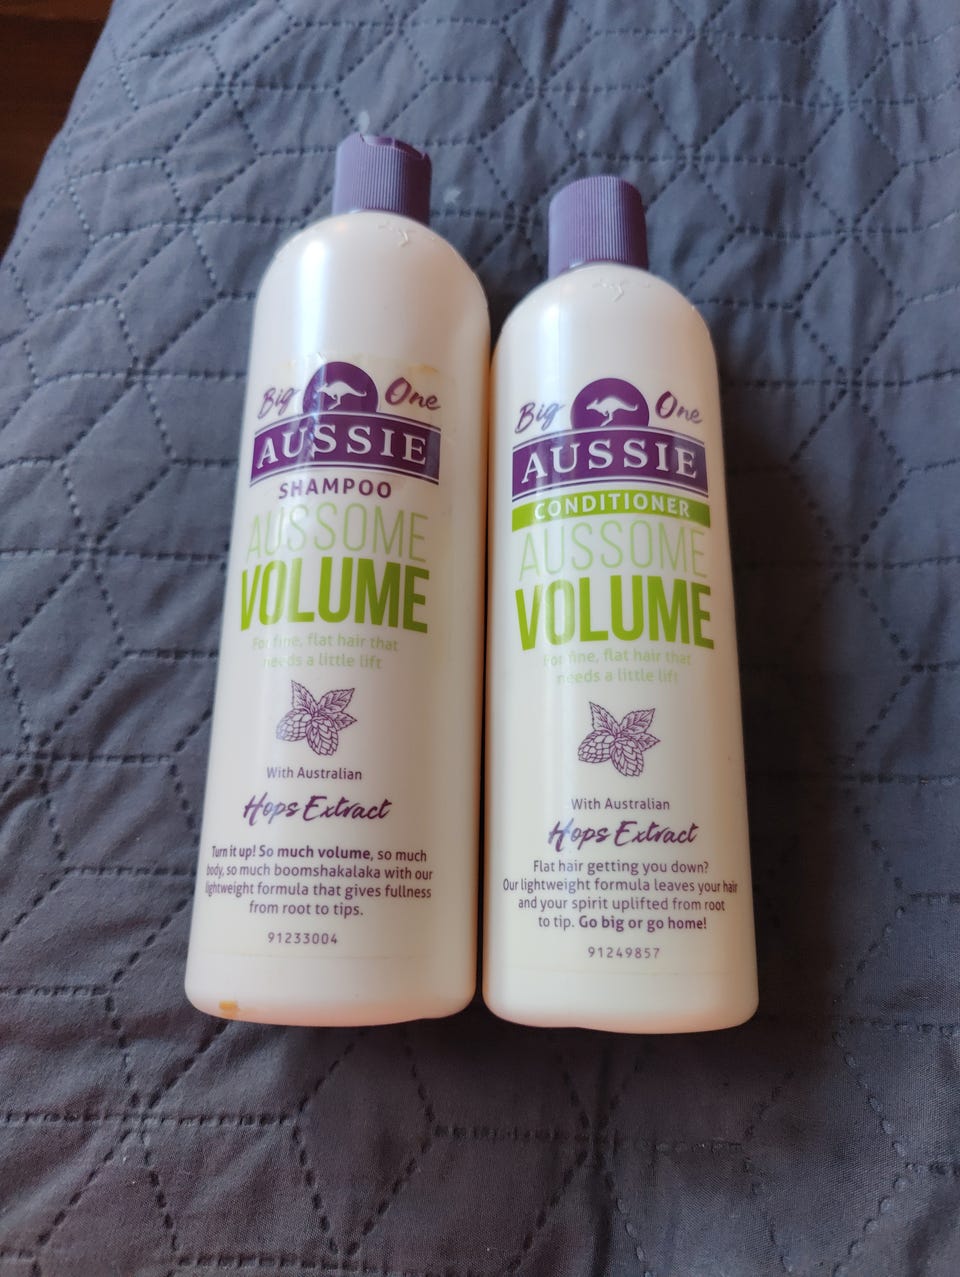 Big One
AUSSIE
SHAMPOO
AUSSOME
VOLUME
For fine, flat hair that
needs a little lift
With Australian
Hops Extract
Turn it up! So much volume, so much
body, so much boomshakalaka with our
lightweight formula that gives fullness
from root to tips.
91233004
Big One
AUSSIE
CONDITIONER
AUSSOME
VOLUME
For fine, flat hair that
needs a little lift
With Australian
Hops Extract
Flat hair getting you down?
Our lightweight formula leaves your hair
and your spirit uplifted from root
to tip. Go big or go home!
91249857